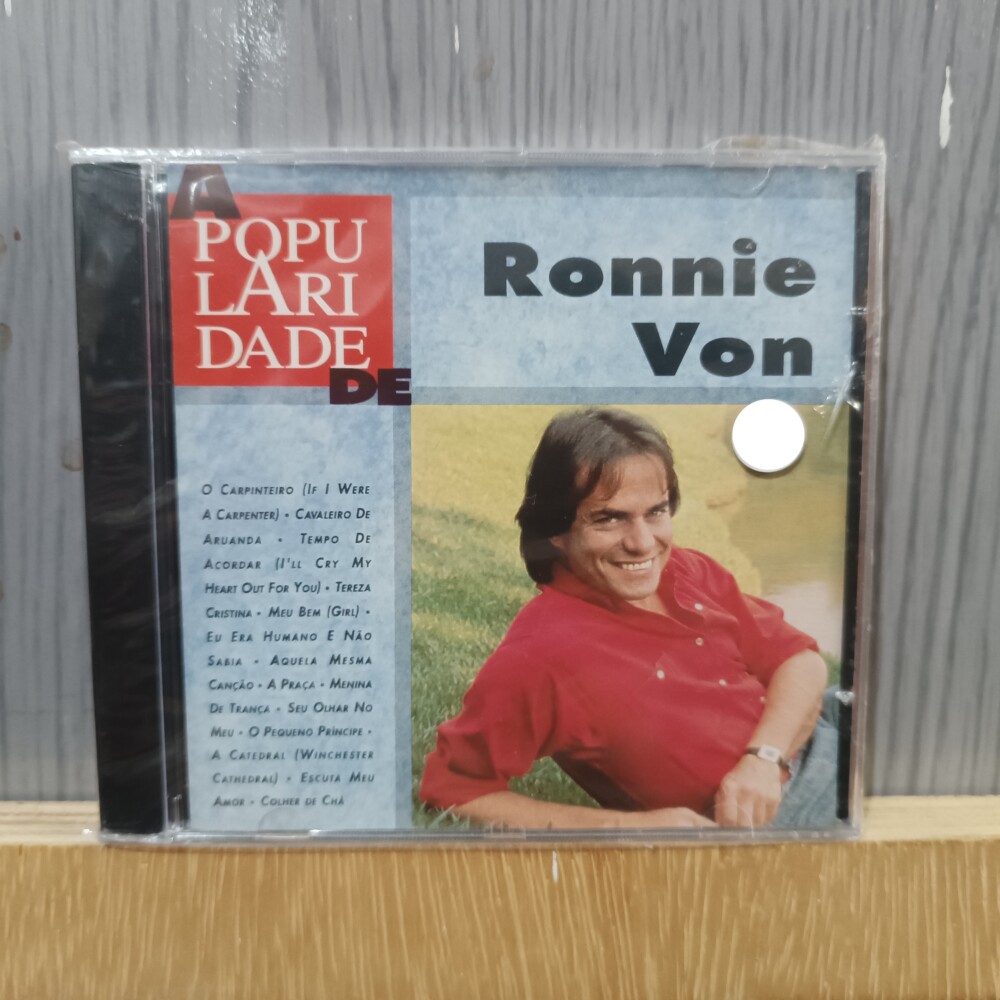 A
POPU
LARI
DADE
DE
Ronnie
Von
O Carpinteiro (If I Were
A Carpenter) • Cavaleiro De
Aruanda • Tempo De
Acordar (I'll Cry My
Heart Out For You) • Tereza
Cristina • Meu Bem (Girl) •
Eu Era Humano E Não
Sabia • Aquela Mesma
Canção • A Praça • Menina
De Trança • Seu Olhar No
Meu • O Pequeno Príncipe •
A Catedral (Winchester
Cathedral) • Escuta Meu
Amor • Colher de Chá